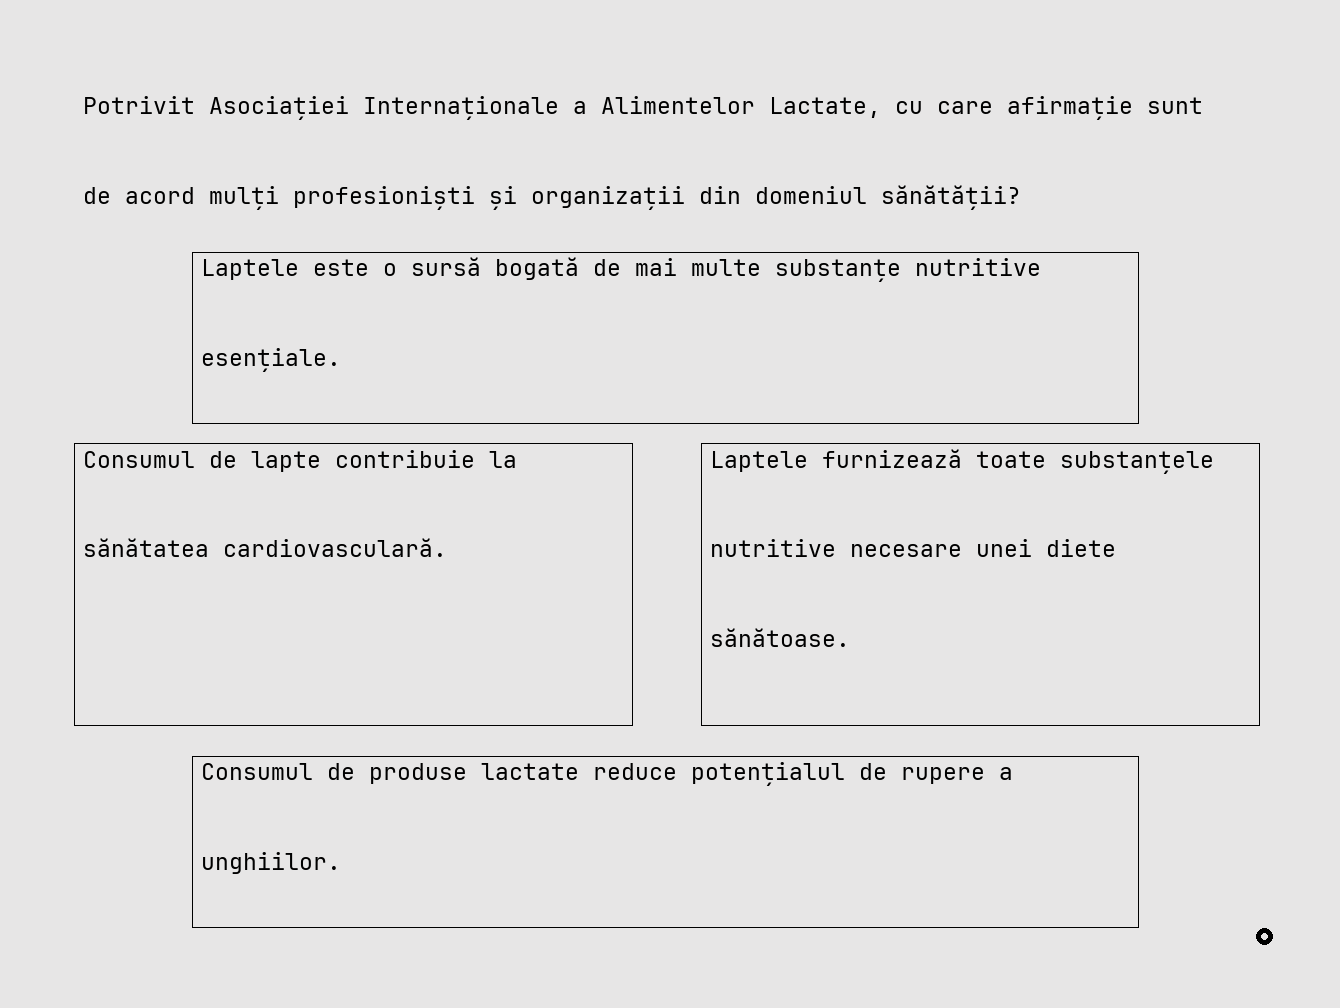 Potrivit Asociației Internaționale a Alimentelor Lactate, cu care afirmație sunt
de acord mulți profesioniști și organizații din domeniul sănătății?
Laptele este o sursă bogată de mai multe substanțe nutritive
esențiale.
Consumul de lapte contribuie la
sănătatea cardiovasculară.
Laptele furnizează toate substanțele
nutritive necesare unei diete
sănătoase.
Consumul de produse lactate reduce potențialul de rupere a
unghiilor.